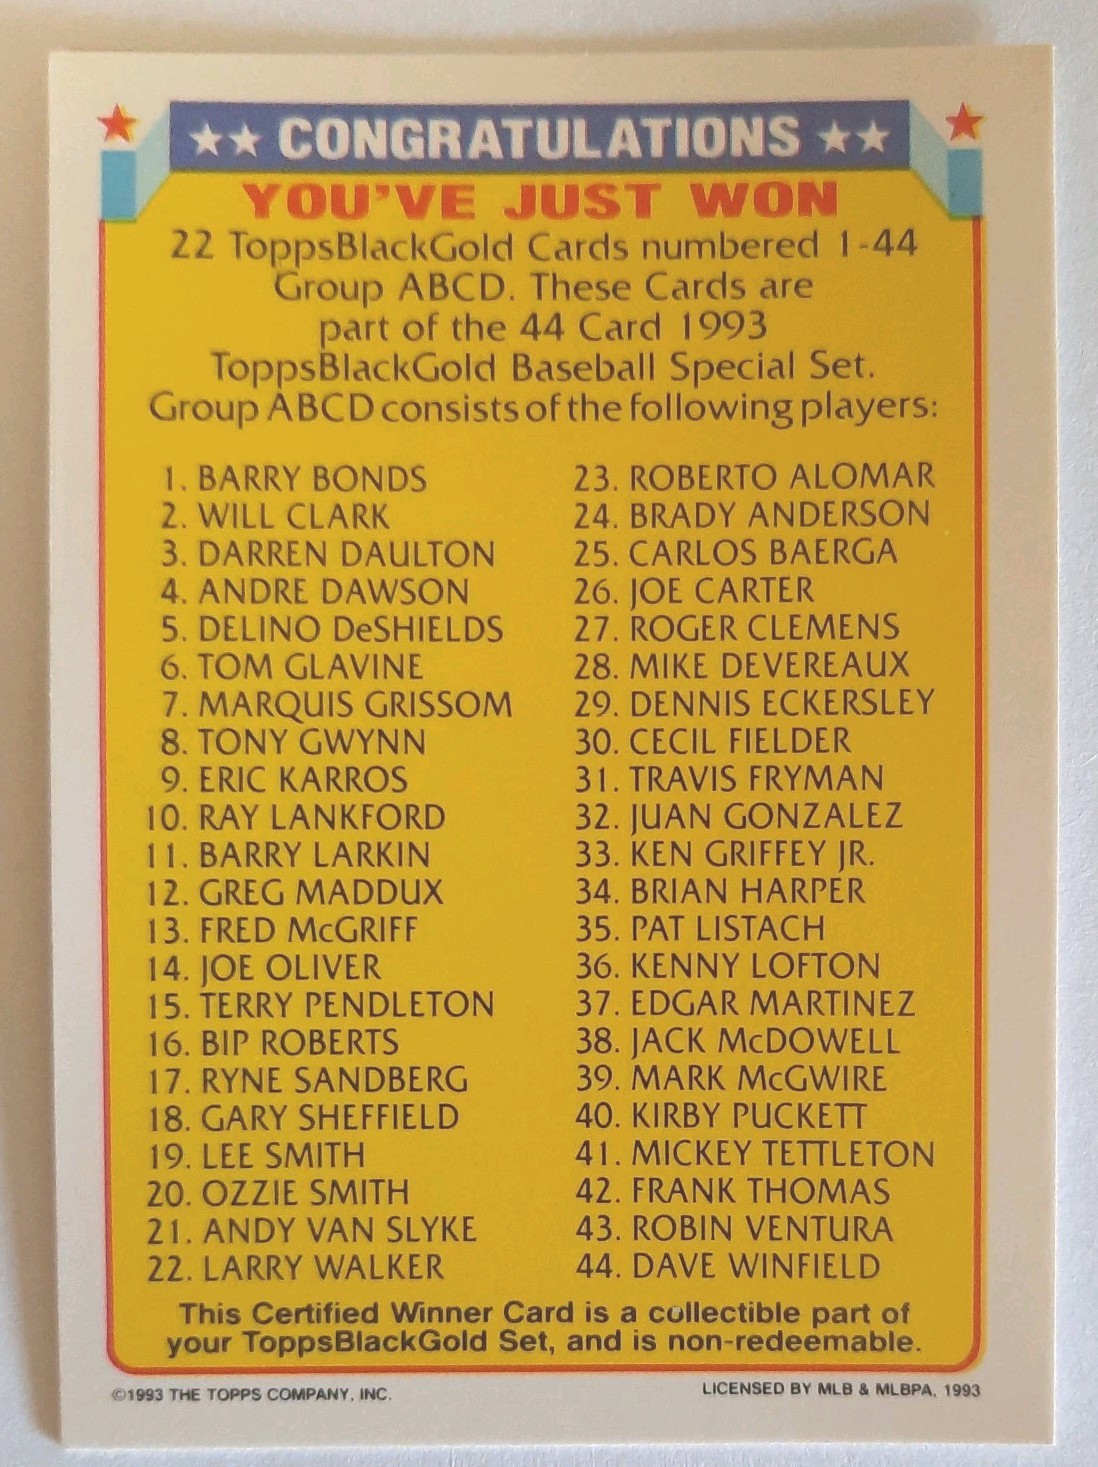 CONGRATULATIONS
YOU'VE JUST WON
22 ToppsBlackGold Cards numbered 1-44
Group ABCD. These Cards are
part of the 44 Card 1993
ToppsBlackGold Baseball Special Set.
Group ABCD consists of the following players:
1. BARRY BONDS
2. WILL CLARK
3. DARREN DAULTON
4. ANDRE DAWSON
5. DELINO DeSHIELDS
6. TOM GLAVINE
7. MARQUIS GRISSOM
8. TONY GWYNN
9. ERIC KARROS
10. RAY LANKFORD
11. BARRY LARKIN
12. GREG MADDUX
13. FRED McGRIFF
14. JOE OLIVER
15. TERRY PENDLETON
16. BIP ROBERTS
17. RYNE SANDBERG
18. GARY SHEFFIELD
19. LEE SMITH
20. OZZIE SMITH
21. ANDY VAN SLYKE
22. LARRY WALKER
23. ROBERTO ALOMAR
24. BRADY ANDERSON
25. CARLOS BAERGA
26. JOE CARTER
27. ROGER CLEMENS
28. MIKE DEVEREAUX
29. DENNIS ECKERSLEY
30. CECIL FIELDER
31. TRAVIS FRYMAN
32. JUAN GONZALEZ
33. KEN GRIFFEY JR.
34. BRIAN HARPER
35. PAT LISTACH
36. KENNY LOFTON
37. EDGAR MARTINEZ
38. JACK McDOWELL
39. MARK McGWIRE
40. KIRBY PUCKETT
41. MICKEY TETTLETON
42. FRANK THOMAS
43. ROBIN VENTURA
44. DAVE WINFIELD
This Certified Winner Card is a collectible part of
your ToppsBlackGold Set, and is non-redeemable.
©1993 THE TOPPS COMPANY, INC.
LICENSED BY MLB & MLBPA, 1993